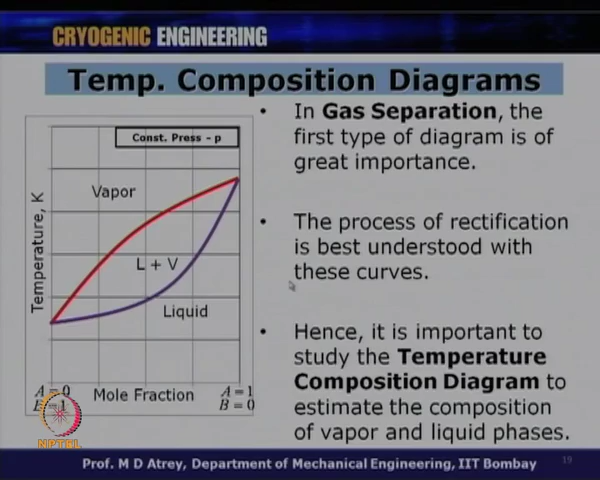 CRYOGENIC ENGINEERING
Temp. Composition Diagrams
Const. Press - p
Vapor
L + V
Liquid
Temperature, K
A = 0
B = 1
Mole Fraction
A = 1
B = 0
NPTEL
• In Gas Separation, the
first type of diagram is of
great importance.
• The process of rectification
is best understood with
these curves.
• Hence, it is important to
study the Temperature
Composition Diagram to
estimate the composition
of vapor and liquid phases.
19
Prof. M D Atrey, Department of Mechanical Engineering, IIT Bombay